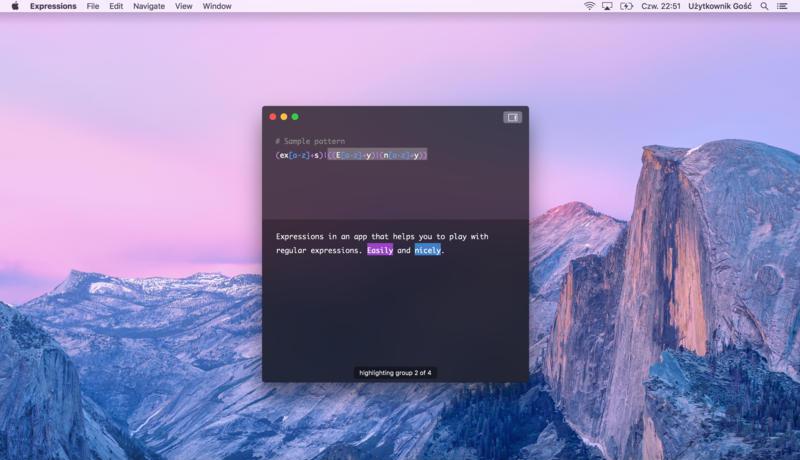 Expressions File Edit Navigate View Window Czw. 22:51 Użytkownik Gość
# Sample pattern
(ex[a-z]+s)|((E[a-z]+y)|(n[a-z]+y))
Expressions in an app that helps you to play with
regular expressions. Easily and nicely.
highlighting group 2 of 4